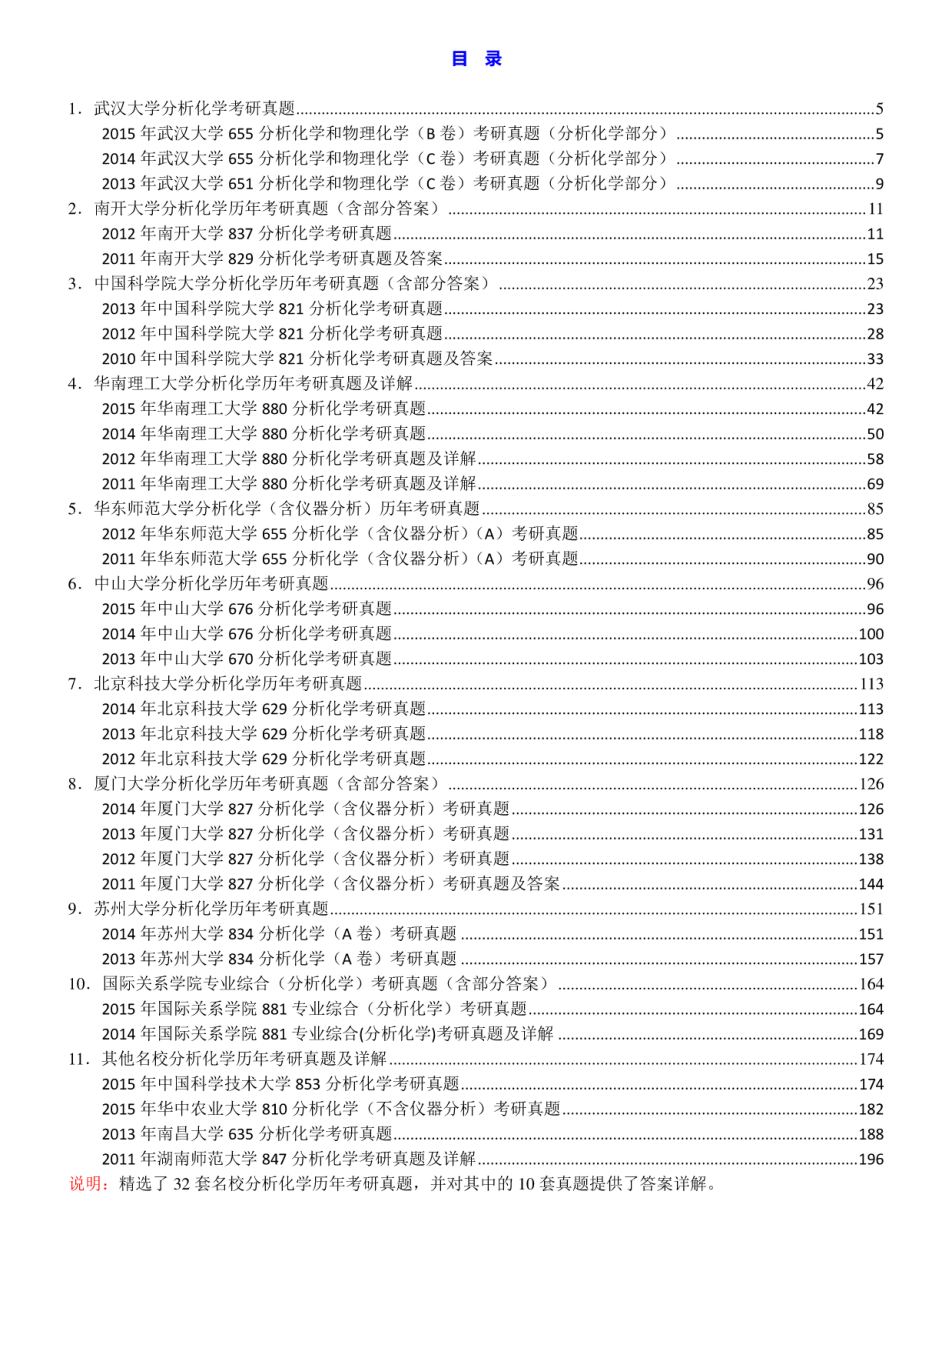 目 录
1．武汉大学分析化学考研真题........5
2015 年武汉大学 655 分析化学和物理化学（B 卷）考研真题（分析化学部分）........5
2014 年武汉大学 655 分析化学和物理化学（C 卷）考研真题（分析化学部分）........7
2013 年武汉大学 651 分析化学和物理化学（C 卷）考研真题（分析化学部分）........9
2．南开大学分析化学历年考研真题（含部分答案）........11
2012 年南开大学 837 分析化学考研真题........11
2011 年南开大学 829 分析化学考研真题及答案........15
3．中国科学院大学分析化学历年考研真题（含部分答案）........23
2013 年中国科学院大学 821 分析化学考研真题........23
2012 年中国科学院大学 821 分析化学考研真题........28
2010 年中国科学院大学 821 分析化学考研真题及答案........33
4．华南理工大学分析化学历年考研真题及详解........42
2015 年华南理工大学 880 分析化学考研真题........42
2014 年华南理工大学 880 分析化学考研真题........50
2012 年华南理工大学 880 分析化学考研真题及详解........58
2011 年华南理工大学 880 分析化学考研真题及详解........69
5．华东师范大学分析化学（含仪器分析）历年考研真题........85
2012 年华东师范大学 655 分析化学（含仪器分析）（A）考研真题........85
2011 年华东师范大学 655 分析化学（含仪器分析）（A）考研真题........90
6．中山大学分析化学历年考研真题........96
2015 年中山大学 676 分析化学考研真题........96
2014 年中山大学 676 分析化学考研真题........100
2013 年中山大学 670 分析化学考研真题........103
7．北京科技大学分析化学历年考研真题........113
2014 年北京科技大学 629 分析化学考研真题........113
2013 年北京科技大学 629 分析化学考研真题........118
2012 年北京科技大学 629 分析化学考研真题........122
8．厦门大学分析化学历年考研真题（含部分答案）........126
2014 年厦门大学 827 分析化学（含仪器分析）考研真题........126
2013 年厦门大学 827 分析化学（含仪器分析）考研真题........131
2012 年厦门大学 827 分析化学（含仪器分析）考研真题........138
2011 年厦门大学 827 分析化学（含仪器分析）考研真题及答案........144
9．苏州大学分析化学历年考研真题........151
2014 年苏州大学 834 分析化学（A 卷）考研真题........151
2013 年苏州大学 834 分析化学（A 卷）考研真题........157
10．国际关系学院专业综合（分析化学）考研真题（含部分答案）........164
2015 年国际关系学院 881 专业综合（分析化学）考研真题........164
2014 年国际关系学院 881 专业综合(分析化学)考研真题及详解........169
11．其他名校分析化学历年考研真题及详解........174
2015 年中国科学技术大学 853 分析化学考研真题........174
2015 年华中农业大学 810 分析化学（不含仪器分析）考研真题........182
2013 年南昌大学 635 分析化学考研真题........188
2011 年湖南师范大学 847 分析化学考研真题及详解........196
说明：精选了 32 套名校分析化学历年考研真题，并对其中的 10 套真题提供了答案详解。